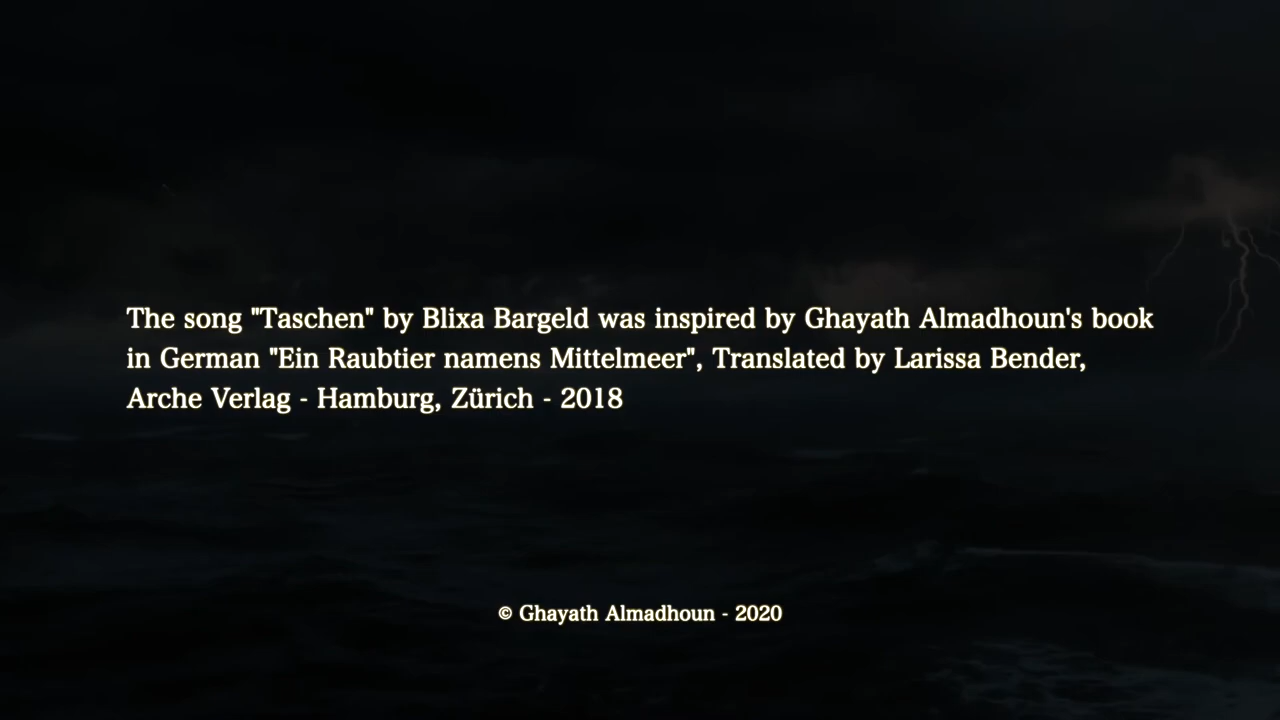 The song "Taschen" by Blixa Bargeld was inspired by Ghayath Almadhoun's book
in German "Ein Raubtier namens Mittelmeer", Translated by Larissa Bender,
Arche Verlag - Hamburg, Zürich - 2018
© Ghayath Almadhoun - 2020